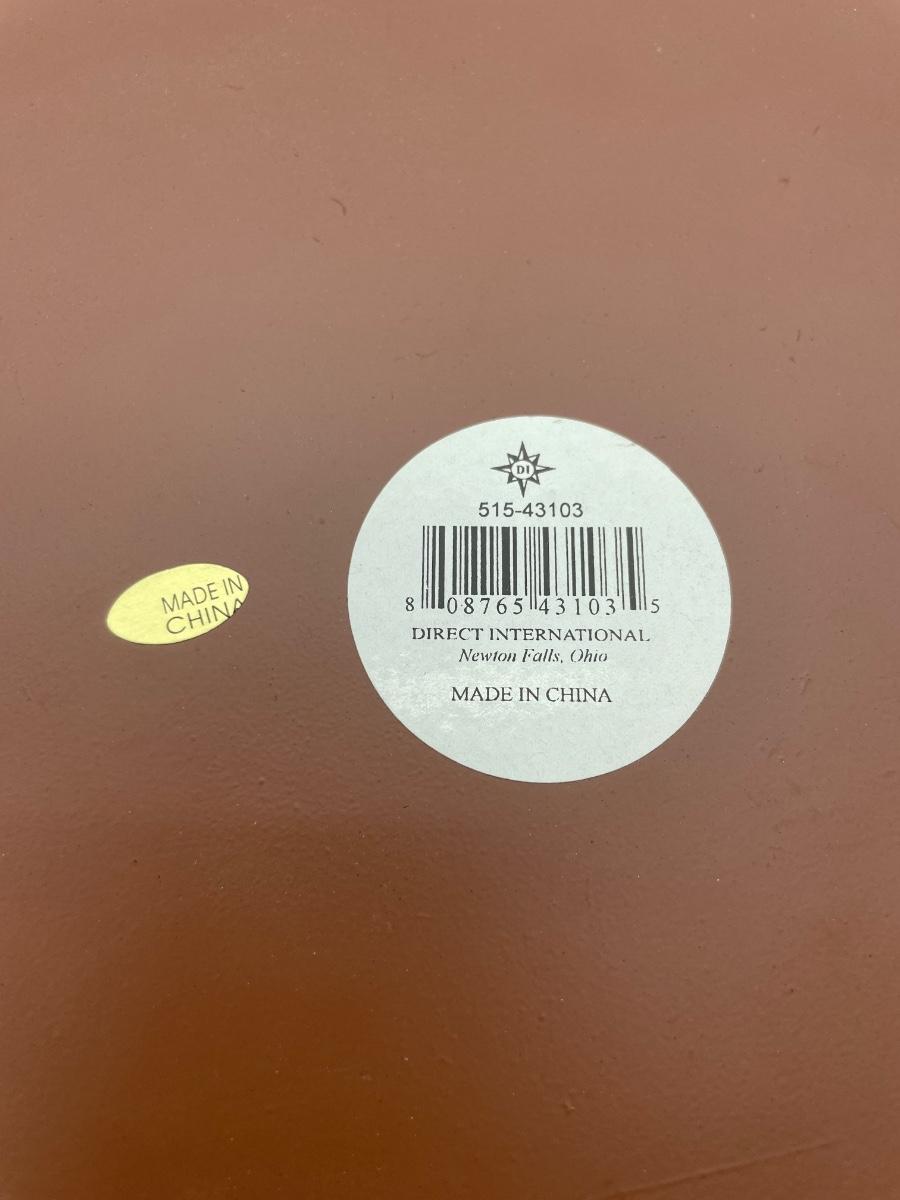 MADE IN
CHINA
DI
515-43103
8 08765 43103 5
DIRECT INTERNATIONAL
Newton Falls, Ohio
MADE IN CHINA